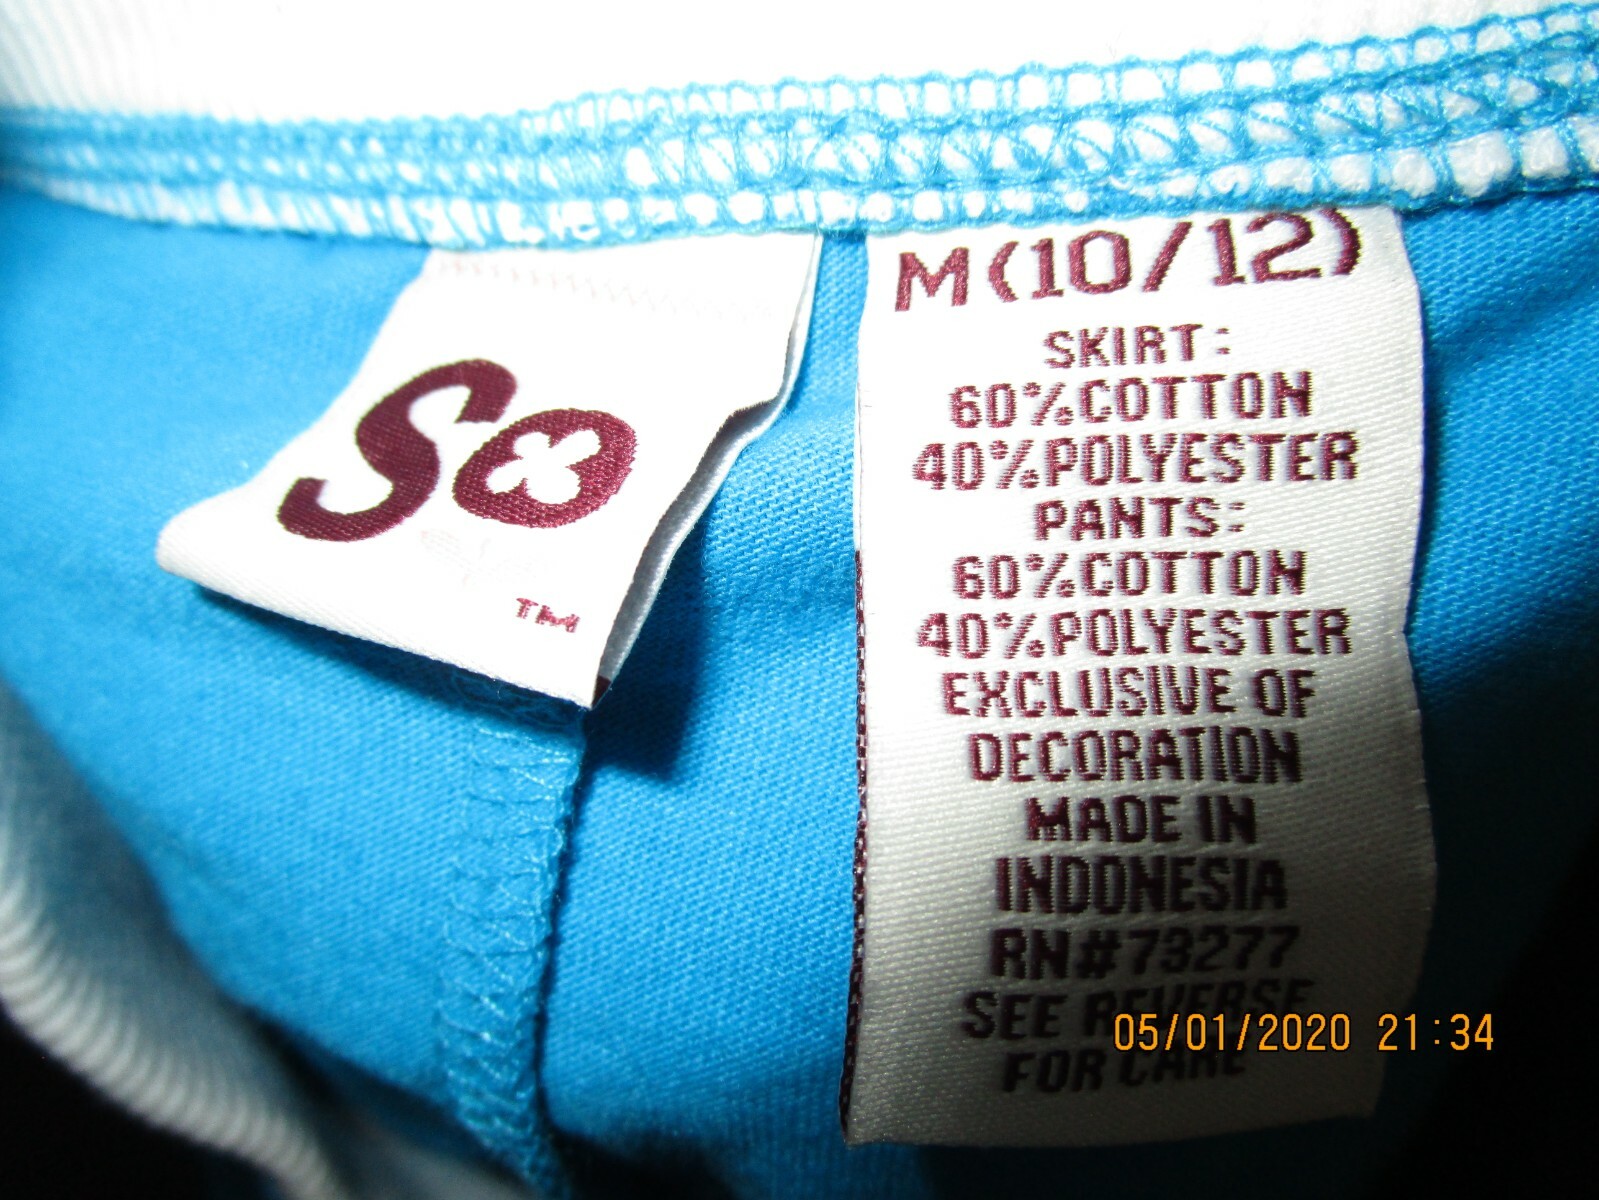 So
TM
M(10/12)
SKIRT:
60%COTTON
40%POLYESTER
PANTS:
60%COTTON
40%POLYESTER
EXCLUSIVE OF
DECORATION
MADE IN
INDONESIA
RN#73277
SEE REVERSE
FOR CARE
05/01/2020 21:34